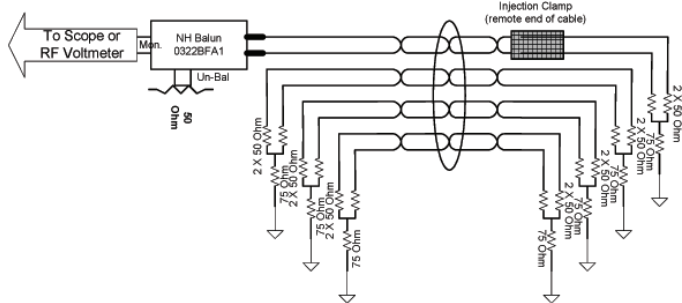 Injection Clamp
(remote end of cable)
To Scope or
RF Voltmeter
Mon.
NH Balun
0322BFA1
Un-Bal
50
Ohm
2 X 50 Ohm
75 Ohm
2 X 50 Ohm
75 Ohm
2 X 50 Ohm
75 Ohm
2 X 50 Ohm
75 Ohm
2 X 50 Ohm
75 Ohm
2 X 50 Ohm
75 Ohm
2 X 50 Ohm
75 Ohm